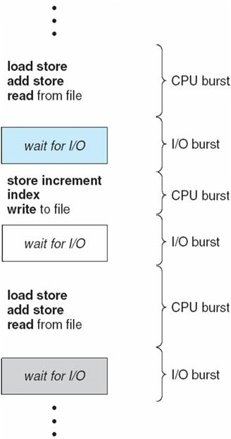 load store
add store
read from file
CPU burst
wait for I/O
I/O burst
store increment
index
write to file
CPU burst
wait for I/O
I/O burst
load store
add store
read from file
CPU burst
wait for I/O
I/O burst